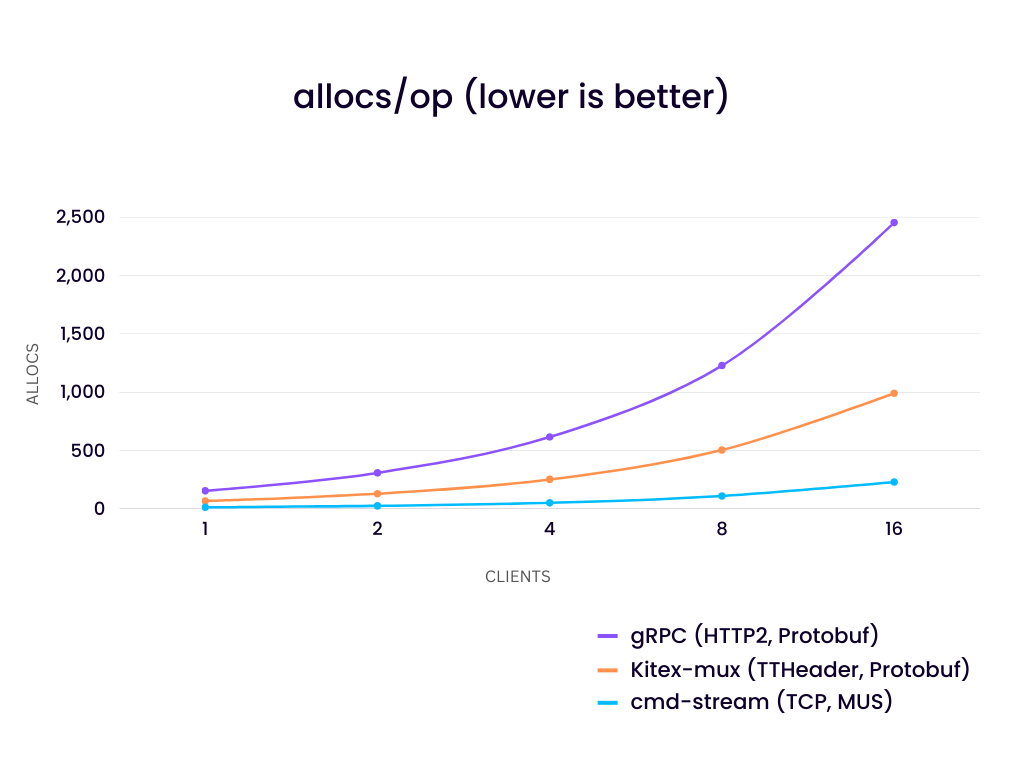 allocs/op (lower is better)
2,500
2,000
1,500
1,000
500
0
ALLOCS
1 2 4 8 16
CLIENTS
gRPC (HTTP2, Protobuf)
Kitex-mux (TTHeader, Protobuf)
cmd-stream (TCP, MUS)